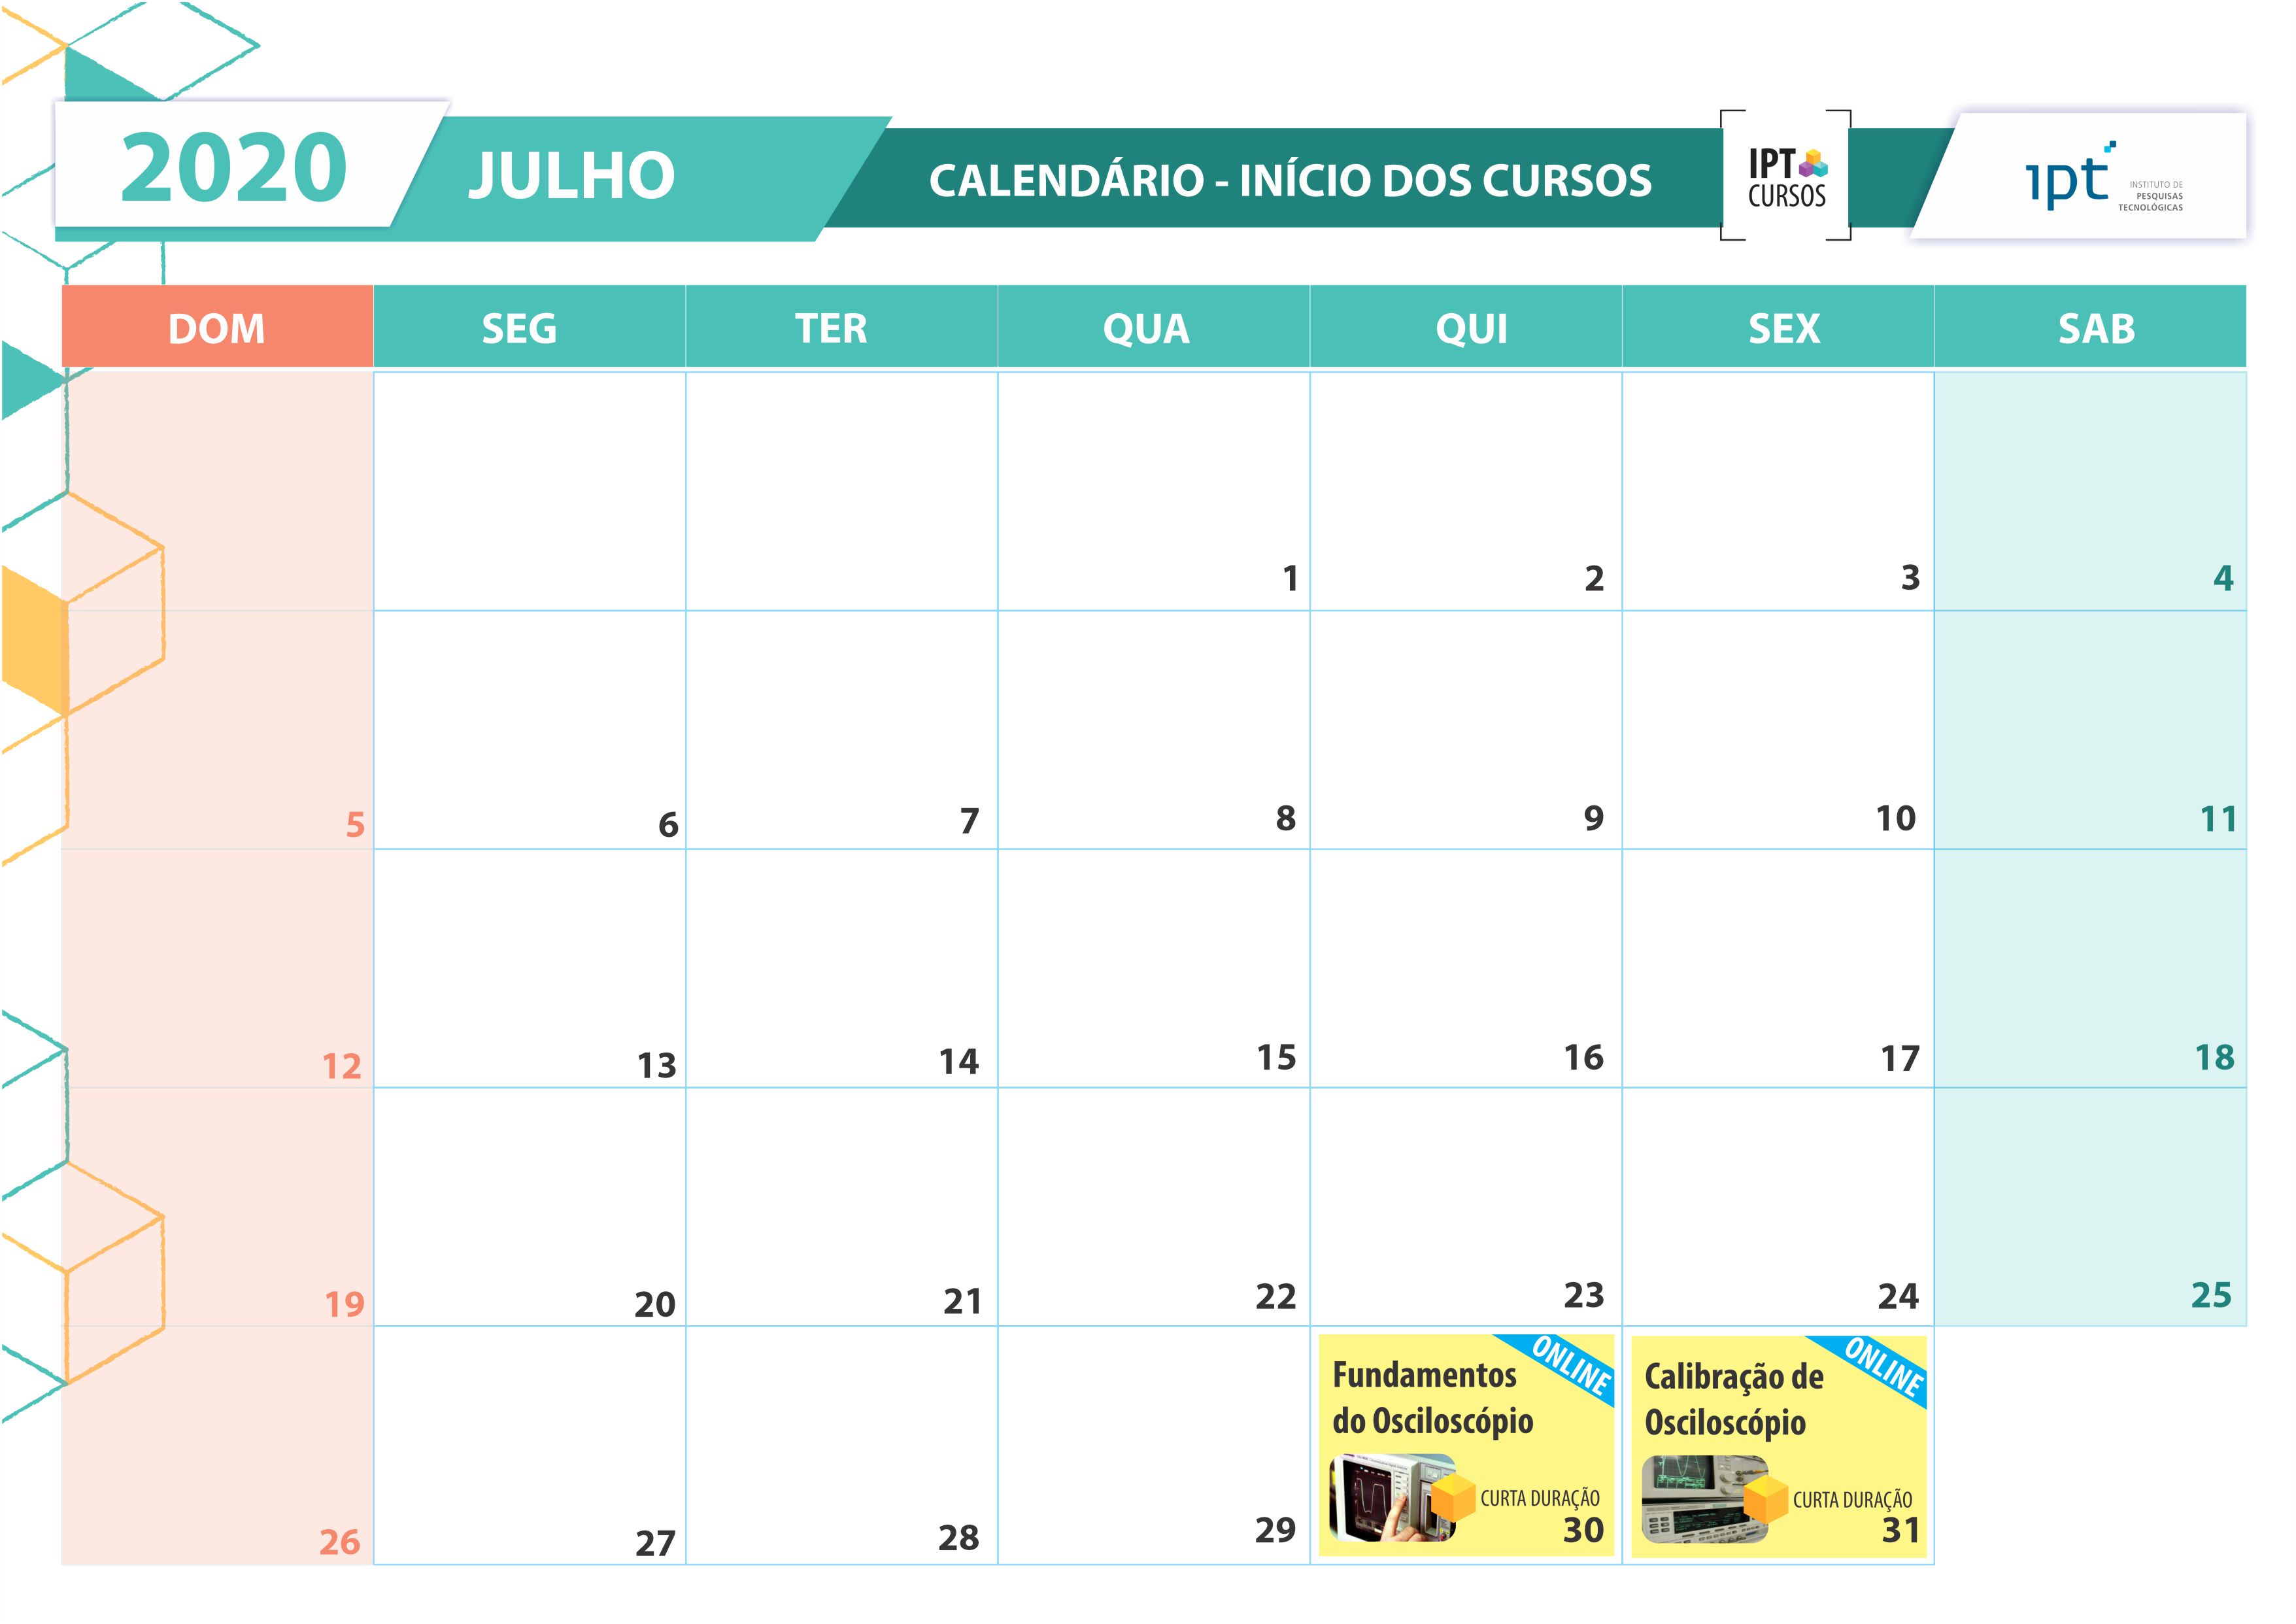 2020
JULHO
CALENDÁRIO - INÍCIO DOS CURSOS
IPT
CURSOS
ipt
INSTITUTO DE
PESQUISAS
TECNOLÓGICAS
DOM SEG TER QUA QUI SEX SAB
1 2 3 4
5 6 7 8 9 10 11
12 13 14 15 16 17 18
19 20 21 22 23 24 25
ONLINE
Fundamentos
do Osciloscópio
CURTA DURAÇÃO
ONLINE
Calibração de
Osciloscópio
CURTA DURAÇÃO
26 27 28 29 30 31